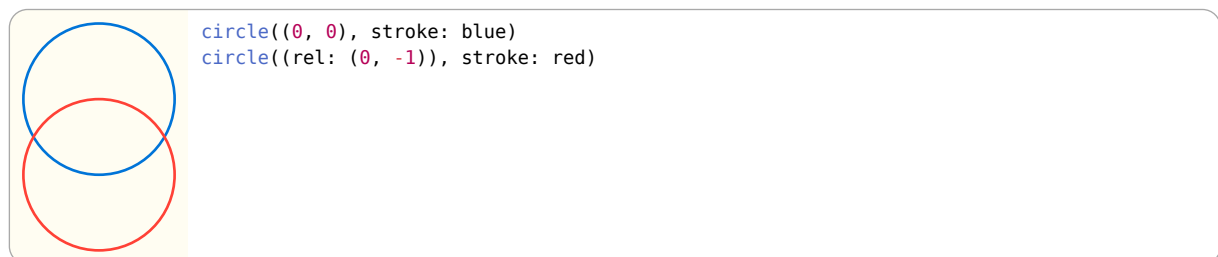 circle((0, 0), stroke: blue)
circle((rel: (0, -1)), stroke: red)